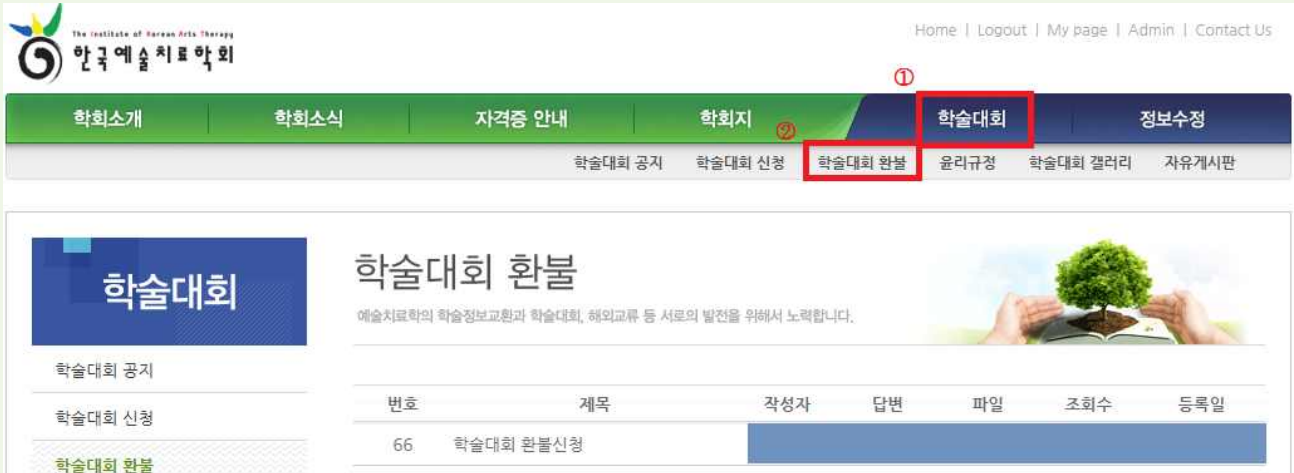 The Institute of Korean Arts Therapy
한국예술치료학회
Home | Logout | My page | Admin | Contact Us
①
학회소개 학회소식 자격증 안내 학회지 학술대회 정보수정
②
학술대회 공지 학술대회 신청 학술대회 환불 윤리규정 학술대회 갤러리 자유게시판
학술대회
학술대회 환불
예술치료학의 학술정보교환과 학술대회, 해외교류 등 서로의 발전을 위해서 노력합니다.
학술대회 공지
학술대회 신청
학술대회 환불
번호 제목 작성자 답변 파일 조회수 등록일
66 학술대회 환불신청